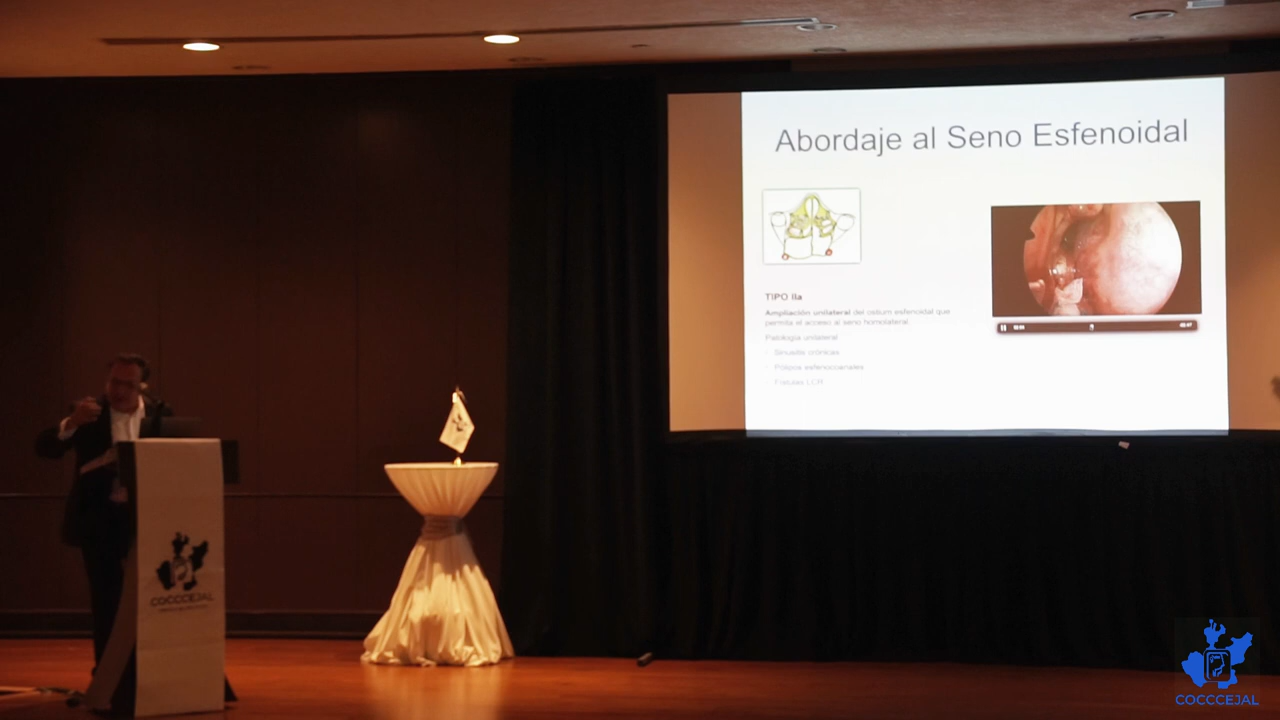 Abordaje al Seno Esfenoidal
TIPO IIa
Ampliación unilateral del ostium esfenoidal que
permita el acceso al seno homolateral.
Patología unilateral
Sinusitis crónicas
Pólipos esfenocoanales
Fístulas LCR
COCCCEJAL
COCCCEJAL